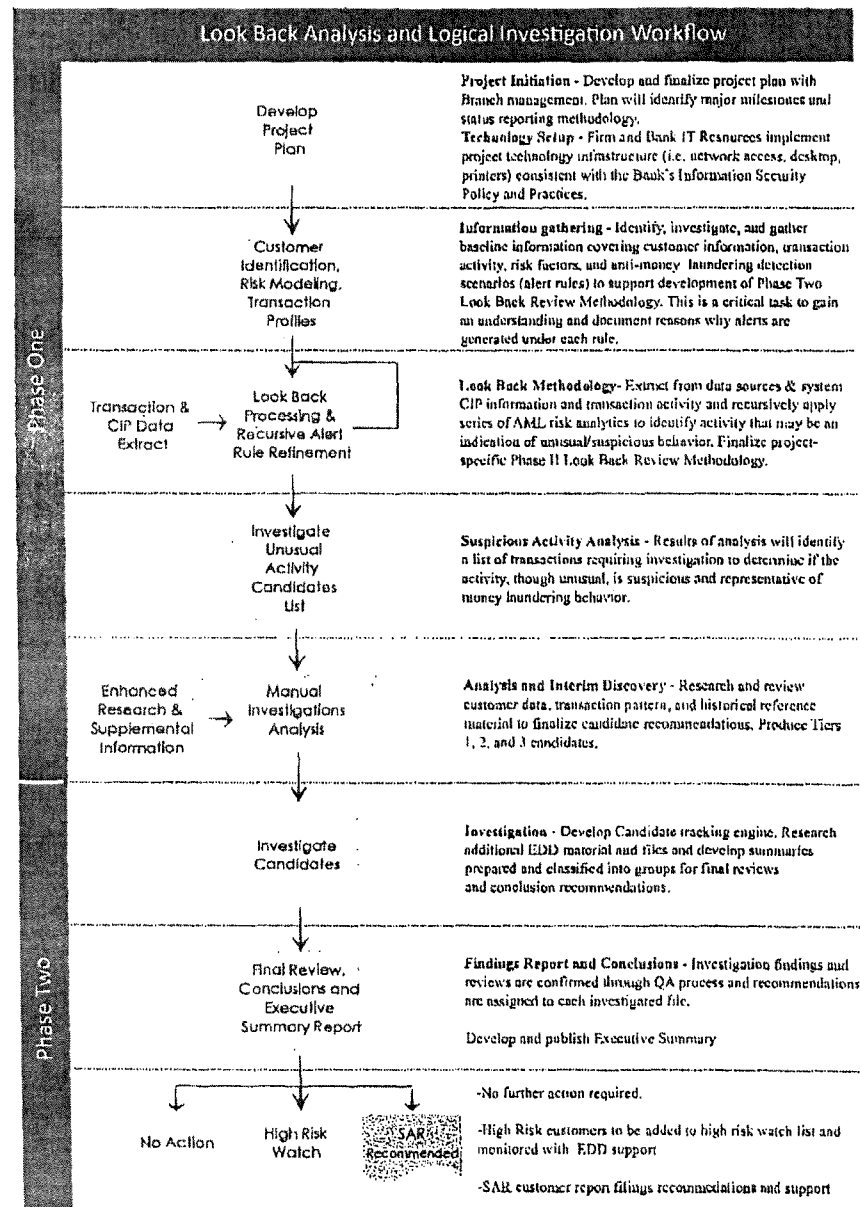 Look Back Analysis and Logical Investigation Workflow
Phase One
Develop
Project
Plan
Project Initiation - Develop and finalize project plan with
Branch management. Plan will identify major milestones and
status reporting methodology.
Technology Setup - Firm and Bank IT Resources implement
project technology infrastructure (i.e. network access, desktop,
printers) consistent with the Bank's Information Security
Policy and Practices.
Customer
Identification,
Risk Modeling,
Transaction
Profiles
Information gathering - Identify, investigate, and gather
baseline information covering customer information, transaction
activity, risk factors, and anti-money laundering detection
scenarios (alert rules) to support development of Phase Two
Look Back Review Methodology. This is a critical task to gain
an understanding and document reasons why alerts are
generated under each rule.
Transaction &
CIP Data
Extract
Look Back
Processing &
Recursive Alert
Rule Refinement
Look Back Methodology- Extract from data sources & system
CIP information and transaction activity and recursively apply
series of AML risk analytics to identify activity that may be an
indication of unusual/suspicious behavior. Finalize project-
specific Phase II Look Back Review Methodology.
Investigate
Unusual
Activity
Candidates
List
Suspicious Activity Analysis - Results of analysis will identify
a list of transactions requiring investigation to determine if the
activity, though unusual, is suspicious and representative of
money laundering behavior.
Enhanced
Research &
Supplemental
Information
Manual
Investigations
Analysis
Analysis and Interim Discovery - Research and review
customer data, transaction pattern, and historical reference
material to finalize candidate recommendations. Produce Tiers
1, 2, and 3 candidates.
Phase Two
Investigate
Candidates
Investigation - Develop Candidate tracking engine. Research
additional EDD material and files and develop summaries
prepared and classified into groups for final reviews
and conclusion recommendations.
Final Review,
Conclusions and
Executive
Summary Report
Findings Report and Conclusions - Investigation findings and
reviews are confirmed through QA process and recommendations
are assigned to each investigated file.
Develop and publish Executive Summary
No Action
High Risk
Watch
SAR
Recommended
-No further action required.
-High Risk customers to be added to high risk watch list and
monitored with EDD support
-SAR customer report filings recommedations and support